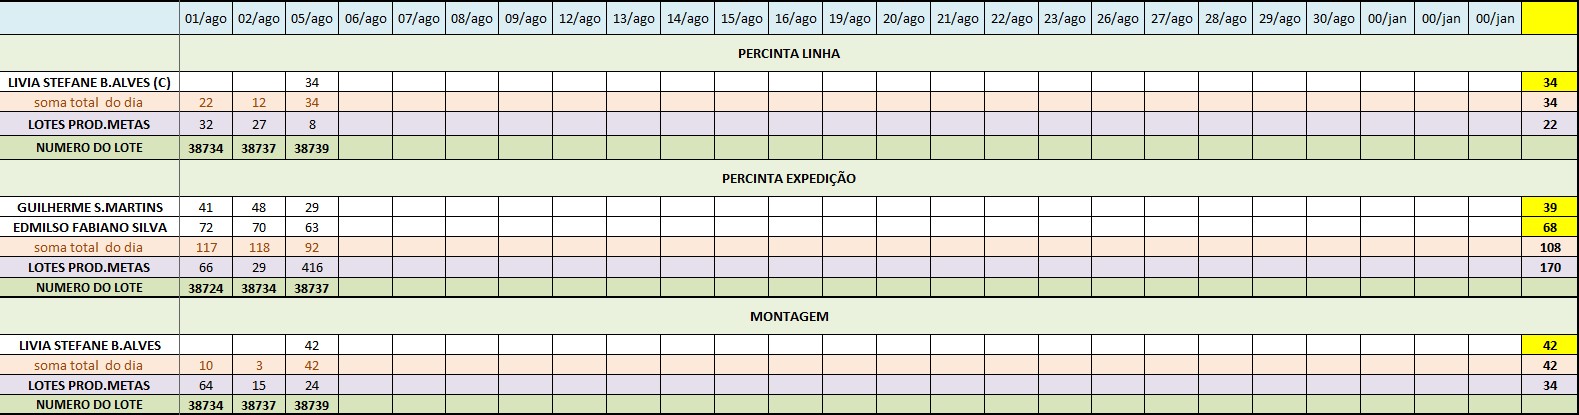 01/ago 02/ago 05/ago 06/ago 07/ago 08/ago 09/ago 12/ago 13/ago 14/ago 15/ago 16/ago 19/ago 20/ago 21/ago 22/ago 23/ago 26/ago 27/ago 28/ago 29/ago 30/ago 00/jan 00/jan 00/jan
PERCINTA LINHA
LIVIA STEFANE B.ALVES (C) 34 34
soma total do dia 22 12 34 34
LOTES PROD.METAS 32 27 8 22
NUMERO DO LOTE 38734 38737 38739
PERCINTA EXPEDIÇÃO
GUILHERME S.MARTINS 41 48 29 39
EDMILSO FABIANO SILVA 72 70 63 68
soma total do dia 117 118 92 108
LOTES PROD.METAS 66 29 416 170
NUMERO DO LOTE 38724 38734 38737
MONTAGEM
LIVIA STEFANE B.ALVES 42 42
soma total do dia 10 3 42 42
LOTES PROD.METAS 64 15 24 34
NUMERO DO LOTE 38734 38737 38739